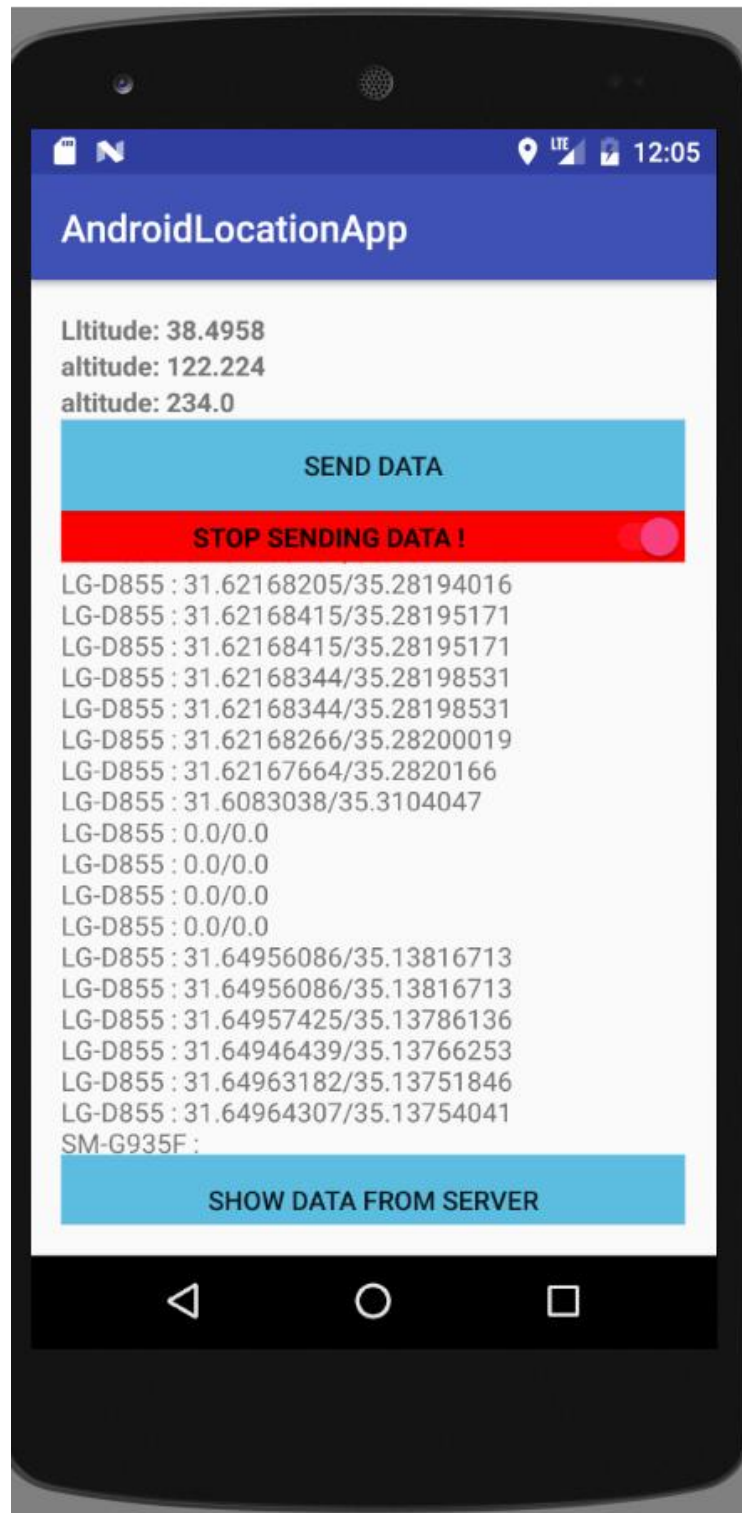 LTE 12:05
AndroidLocationApp
Lltitude: 38.4958
altitude: 122.224
altitude: 234.0
SEND DATA
STOP SENDING DATA !
LG-D855 : 31.62168205/35.28194016
LG-D855 : 31.62168415/35.28195171
LG-D855 : 31.62168415/35.28195171
LG-D855 : 31.62168344/35.28198531
LG-D855 : 31.62168344/35.28198531
LG-D855 : 31.62168266/35.28200019
LG-D855 : 31.62167664/35.2820166
LG-D855 : 31.6083038/35.3104047
LG-D855 : 0.0/0.0
LG-D855 : 0.0/0.0
LG-D855 : 0.0/0.0
LG-D855 : 0.0/0.0
LG-D855 : 31.64956086/35.13816713
LG-D855 : 31.64956086/35.13816713
LG-D855 : 31.64957425/35.13786136
LG-D855 : 31.64946439/35.13766253
LG-D855 : 31.64963182/35.13751846
LG-D855 : 31.64964307/35.13754041
SM-G935F :
SHOW DATA FROM SERVER